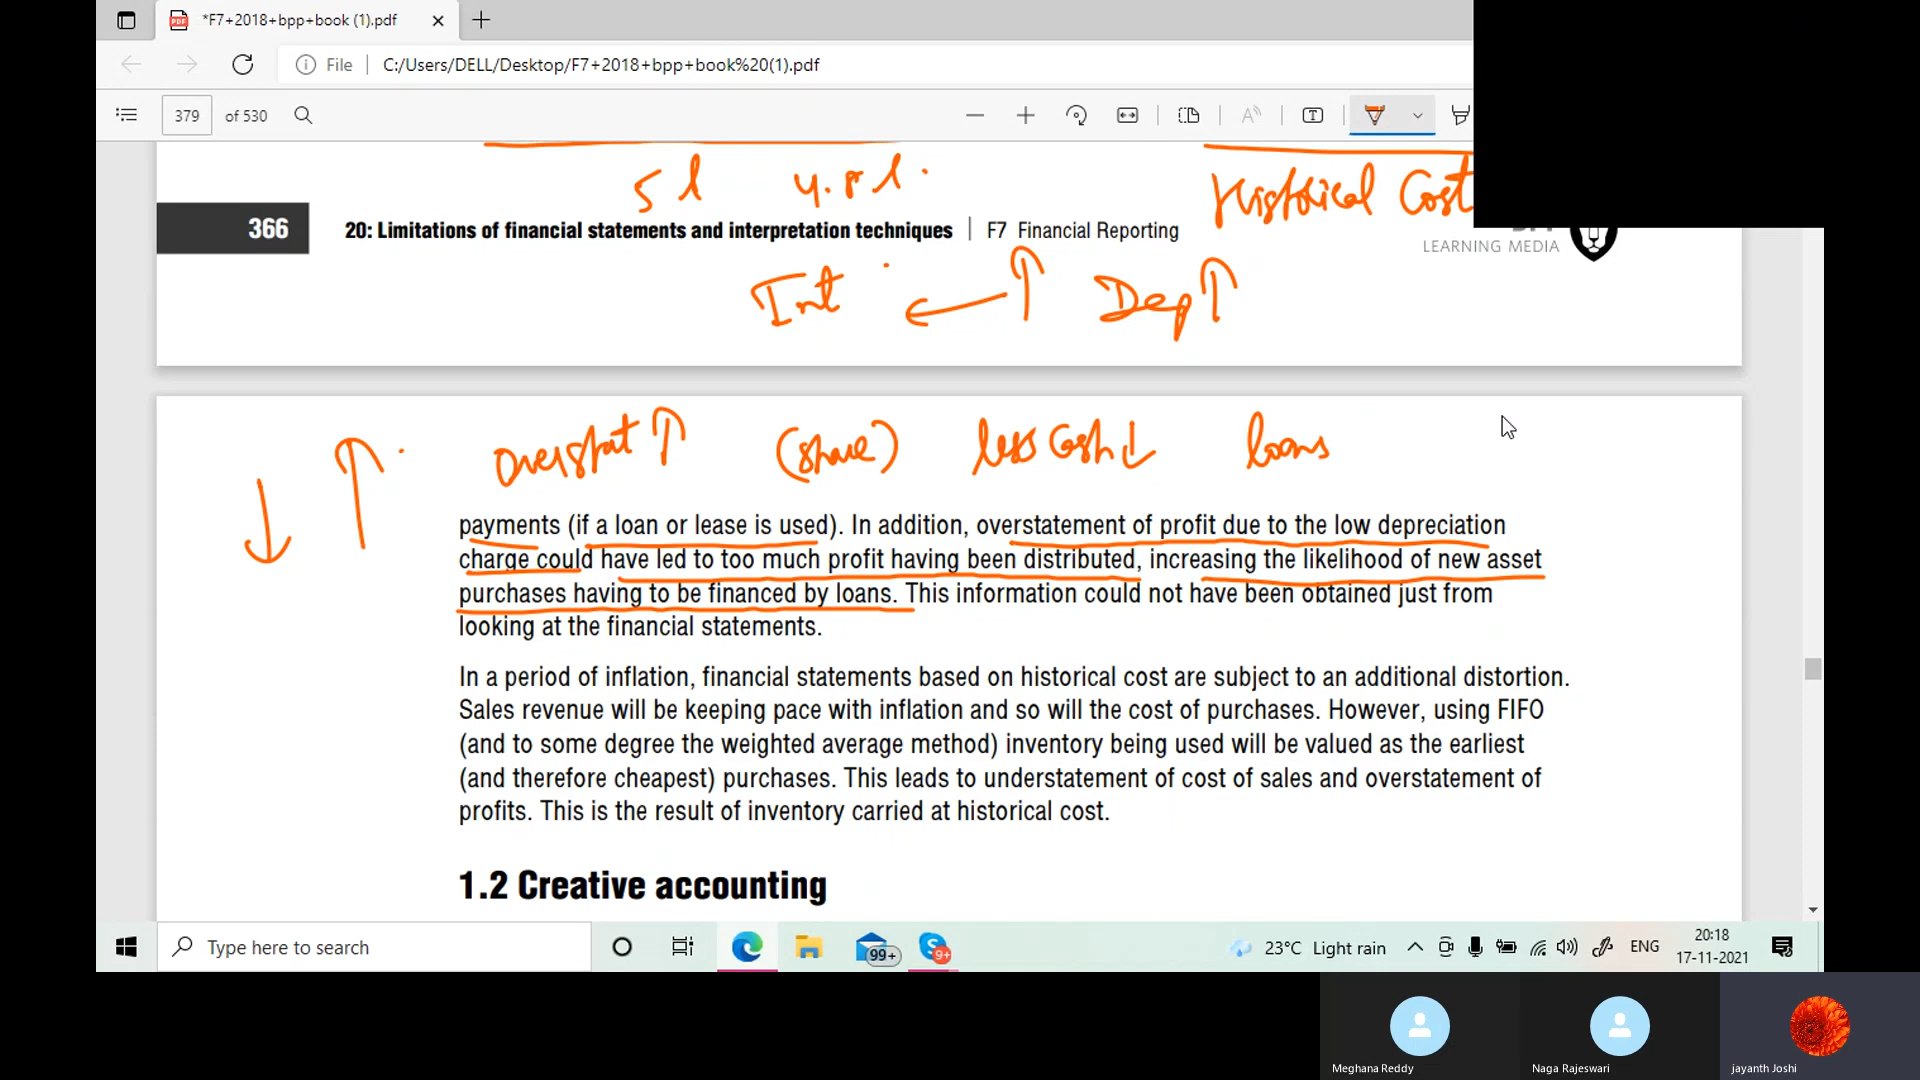 *F7+2018+bpp+book (1).pdf
File C:/Users/DELL/Desktop/F7+2018+bpp+book%20(1).pdf
379 of 530
5 l 4.8 l.
Historical Cost
366 20: Limitations of financial statements and interpretation techniques | F7 Financial Reporting
LEARNING MEDIA
Int ← ↑ Dep↑
↓ ↑ overstat ↑ (share) less Cash ↓ loans
payments (if a loan or lease is used). In addition, overstatement of profit due to the low depreciation
charge could have led to too much profit having been distributed, increasing the likelihood of new asset
purchases having to be financed by loans. This information could not have been obtained just from
looking at the financial statements.
In a period of inflation, financial statements based on historical cost are subject to an additional distortion.
Sales revenue will be keeping pace with inflation and so will the cost of purchases. However, using FIFO
(and to some degree the weighted average method) inventory being used will be valued as the earliest
(and therefore cheapest) purchases. This leads to understatement of cost of sales and overstatement of
profits. This is the result of inventory carried at historical cost.
1.2 Creative accounting
Type here to search
99+
9+
23°C Light rain
ENG
20:18
17-11-2021
Meghana Reddy
Naga Rajeswari
jayanth Joshi